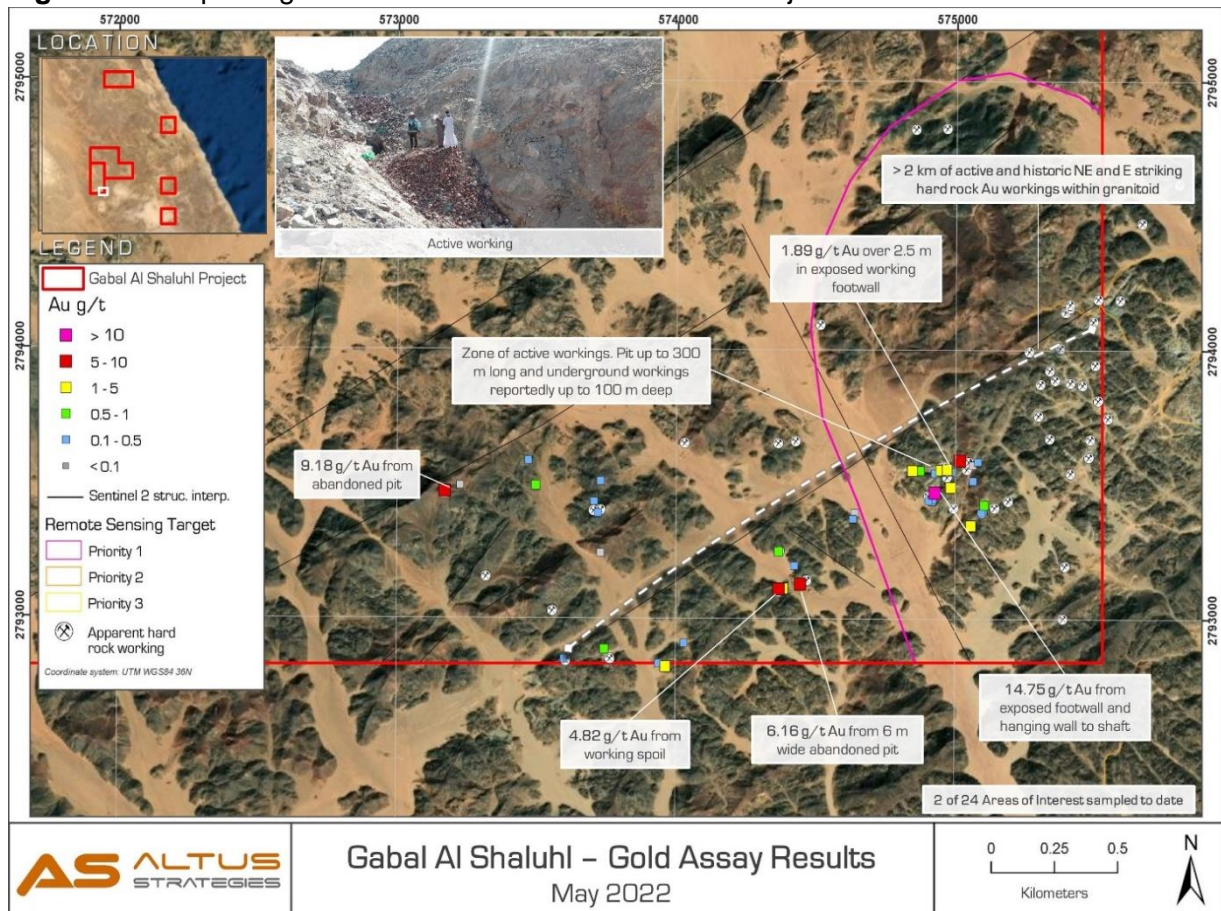 572000
573000
574000
575000
2795000
2794000
2793000
2795000
2794000
2793000
LOCATION
LEGEND
Gabal Al Shaluhl Project
Au g/t
> 10
5 - 10
1 - 5
0.5 - 1
0.1 - 0.5
<0.1
Sentinel 2 struc. interp.
Remote Sensing Target
Priority 1
Priority 2
Priority 3
Apparent hard
rock working
Coordinate system: UTM WGS84 36N
Active working
> 2 km of active and historic NE and E striking
hard rock Au workings within granitoid
1.89 g/t Au over 2.5 m
in exposed working
footwall
Zone of active workings. Pit up to 300
m long and underground workings
reportedly up to 100 m deep
9.18 g/t Au from
abandoned pit
4.82 g/t Au from
working spoil
6.16 g/t Au from 6 m
wide abandoned pit
14.75 g/t Au from
exposed footwall and
hanging wall to shaft
2 of 24 Areas of Interest sampled to date
AS ALTUS
STRATEGIES
Gabal Al Shaluhl – Gold Assay Results
May 2022
0 0.25 0.5
Kilometers
N